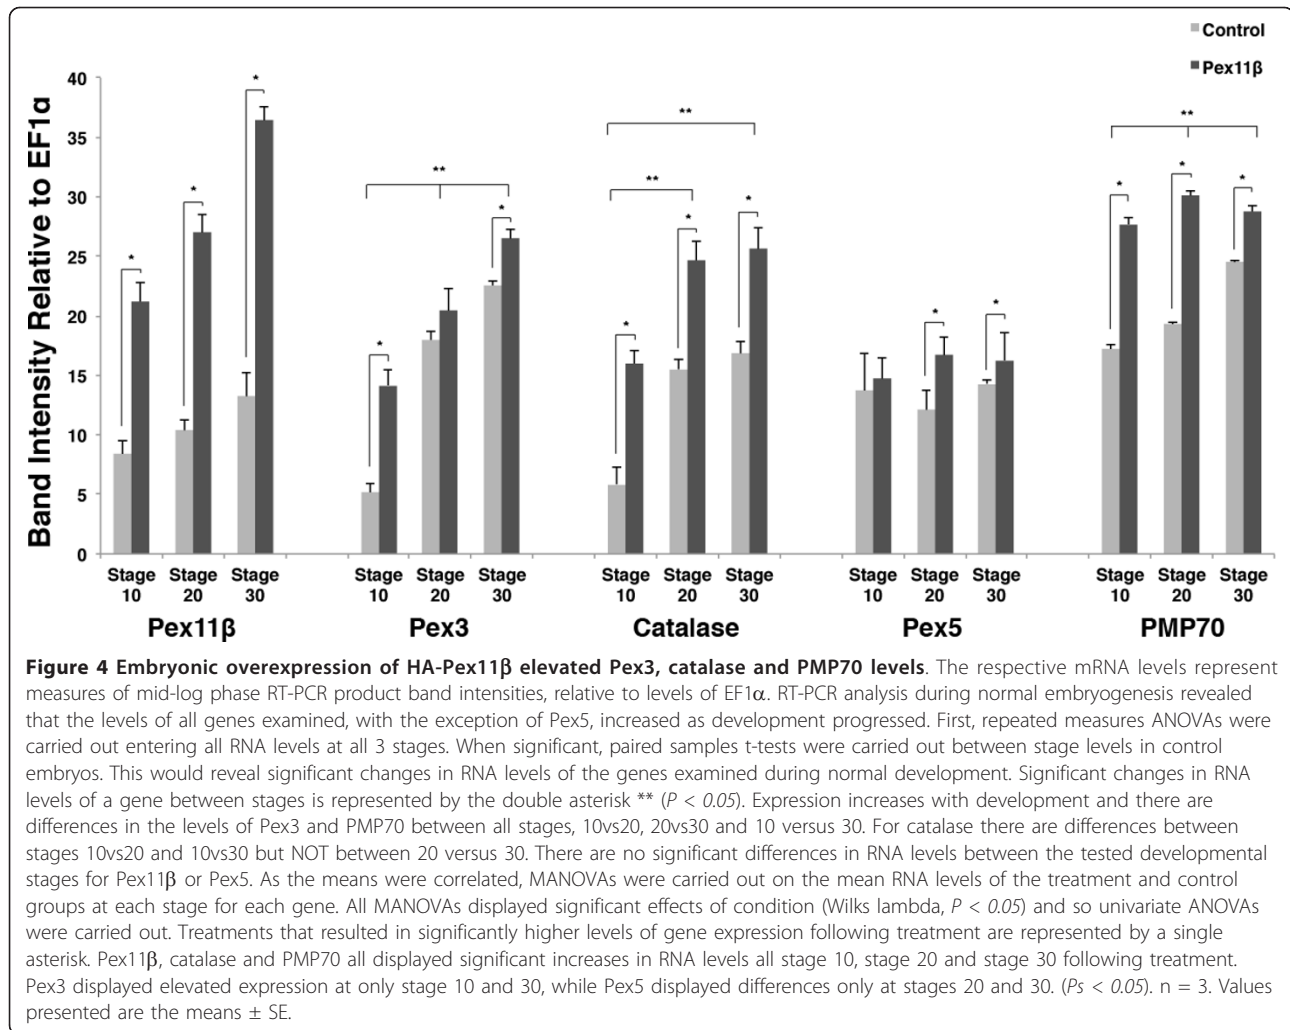 Control
Pex11β
Band Intensity Relative to EF1α
40
35
30
25
20
15
10
5
0
* * * * ** * * ** ** * * * * * * ** *
Stage 10 Stage 20 Stage 30 Stage 10 Stage 20 Stage 30 Stage 10 Stage 20 Stage 30 Stage 10 Stage 20 Stage 30 Stage 10 Stage 20 Stage 30
Pex11β Pex3 Catalase Pex5 PMP70
Figure 4 Embryonic overexpression of HA-Pex11β elevated Pex3, catalase and PMP70 levels. The respective mRNA levels represent
measures of mid-log phase RT-PCR product band intensities, relative to levels of EF1α. RT-PCR analysis during normal embryogenesis revealed
that the levels of all genes examined, with the exception of Pex5, increased as development progressed. First, repeated measures ANOVAs were
carried out entering all RNA levels at all 3 stages. When significant, paired samples t-tests were carried out between stage levels in control
embryos. This would reveal significant changes in RNA levels of the genes examined during normal development. Significant changes in RNA
levels of a gene between stages is represented by the double asterisk ** (P < 0.05). Expression increases with development and there are
differences in the levels of Pex3 and PMP70 between all stages, 10vs20, 20vs30 and 10 versus 30. For catalase there are differences between
stages 10vs20 and 10vs30 but NOT between 20 versus 30. There are no significant differences in RNA levels between the tested developmental
stages for Pex11β or Pex5. As the means were correlated, MANOVAs were carried out on the mean RNA levels of the treatment and control
groups at each stage for each gene. All MANOVAs displayed significant effects of condition (Wilks lambda, P < 0.05) and so univariate ANOVAs
were carried out. Treatments that resulted in significantly higher levels of gene expression following treatment are represented by a single
asterisk. Pex11β, catalase and PMP70 all displayed significant increases in RNA levels all stage 10, stage 20 and stage 30 following treatment.
Pex3 displayed elevated expression at only stage 10 and 30, while Pex5 displayed differences only at stages 20 and 30. (Ps < 0.05). n = 3. Values
presented are the means ± SE.